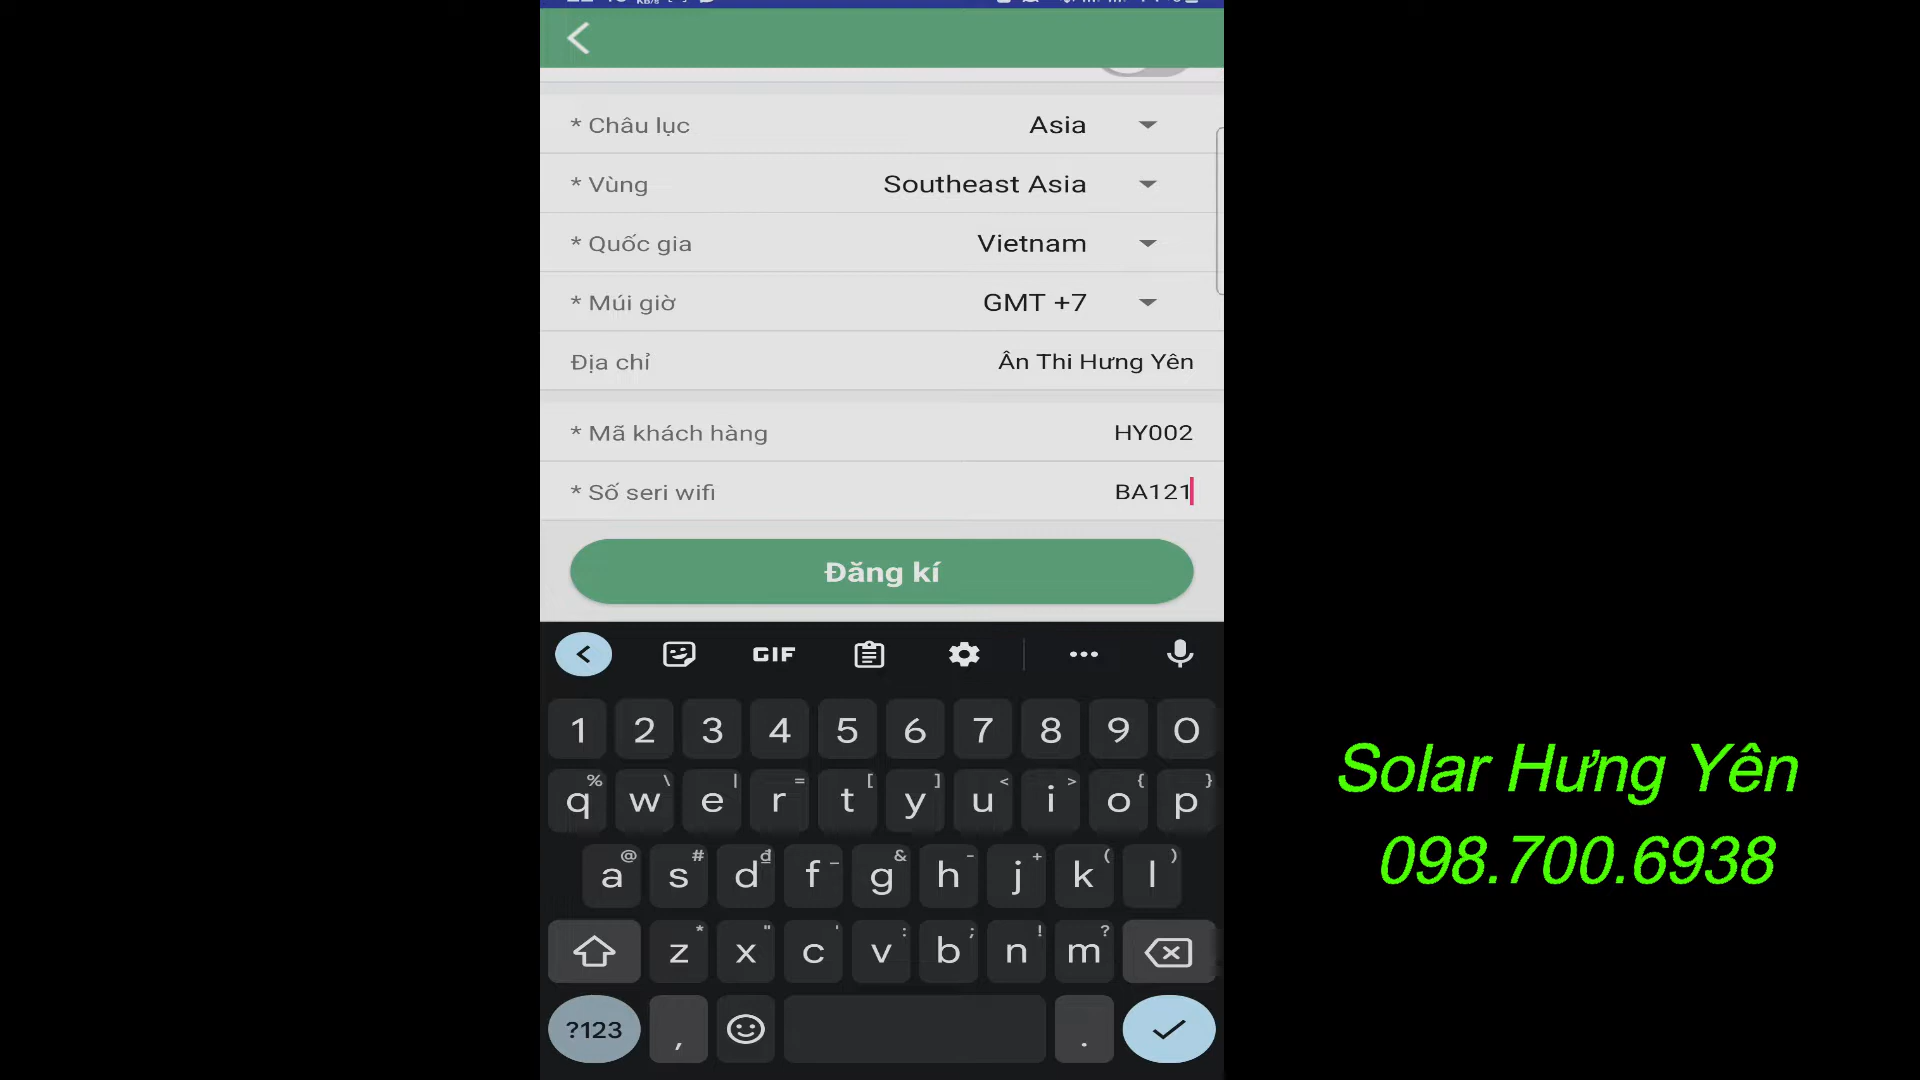 * Châu lục Asia
* Vùng Southeast Asia
* Quốc gia Vietnam
* Múi giờ GMT +7
Địa chỉ Ân Thi Hưng Yên
* Mã khách hàng HY002
* Số seri wifi BA121
Đăng kí
GIF
1 2 3 4 5 6 7 8 9 0
q w e r t y u i o p
a s d f g h j k l
z x c v b n m
?123 , .
Solar Hưng Yên
098.700.6938